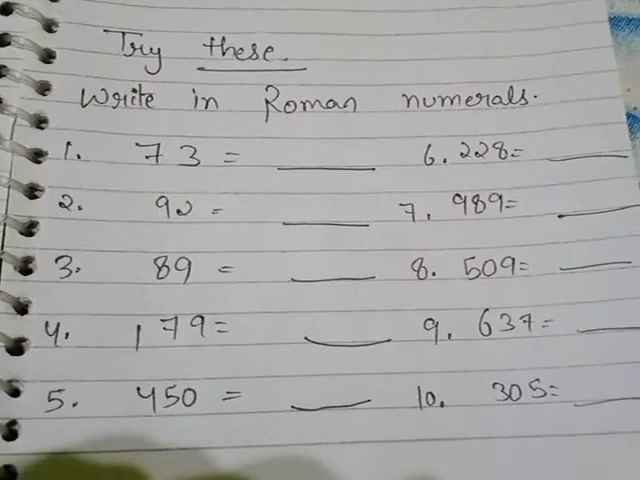 Try these.
Write in Roman numerals.
1. 73 = ____ 6. 228= ____
2. 92 = ____ 7. 989= ____
3. 89 = ____ 8. 509= ____
4. 179= ____ 9. 637= ____
5. 450 = ____ 10. 305= ____